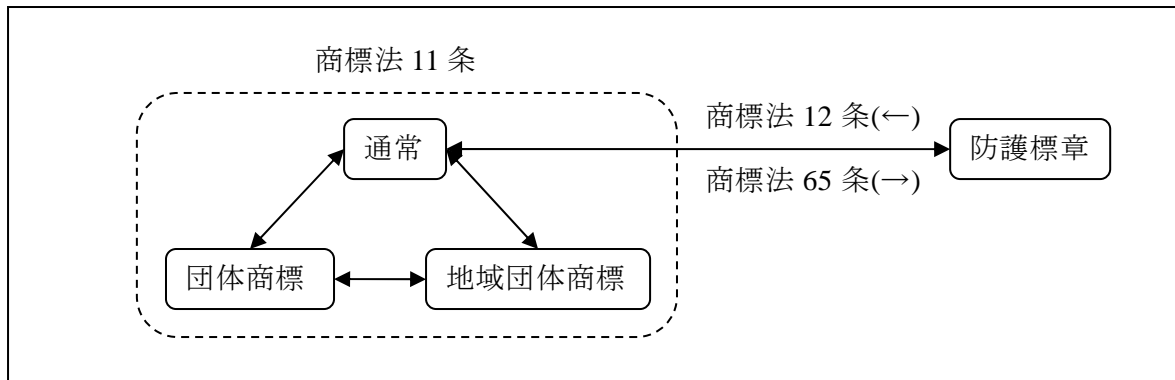 商標法 11 条
商標法 12 条(←)
通常
防護標章
商標法 65 条(→)
団体商標
地域団体商標